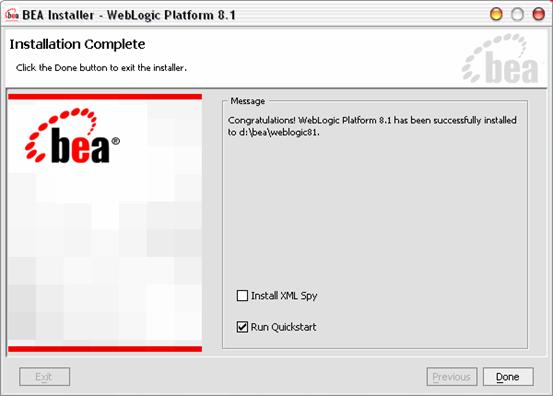 bea BEA Installer - WebLogic Platform 8.1
Installation Complete
Click the Done button to exit the installer.
bea
bea®
Message
Congratulations! WebLogic Platform 8.1 has been successfully installed
to d:\bea\weblogic81.
Install XML Spy
Run Quickstart
Exit
Previous
Done